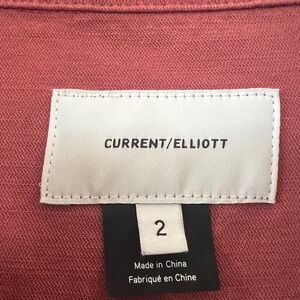 CURRENT/ELLIOTT
2
Made in China
Fabriqué en Chine